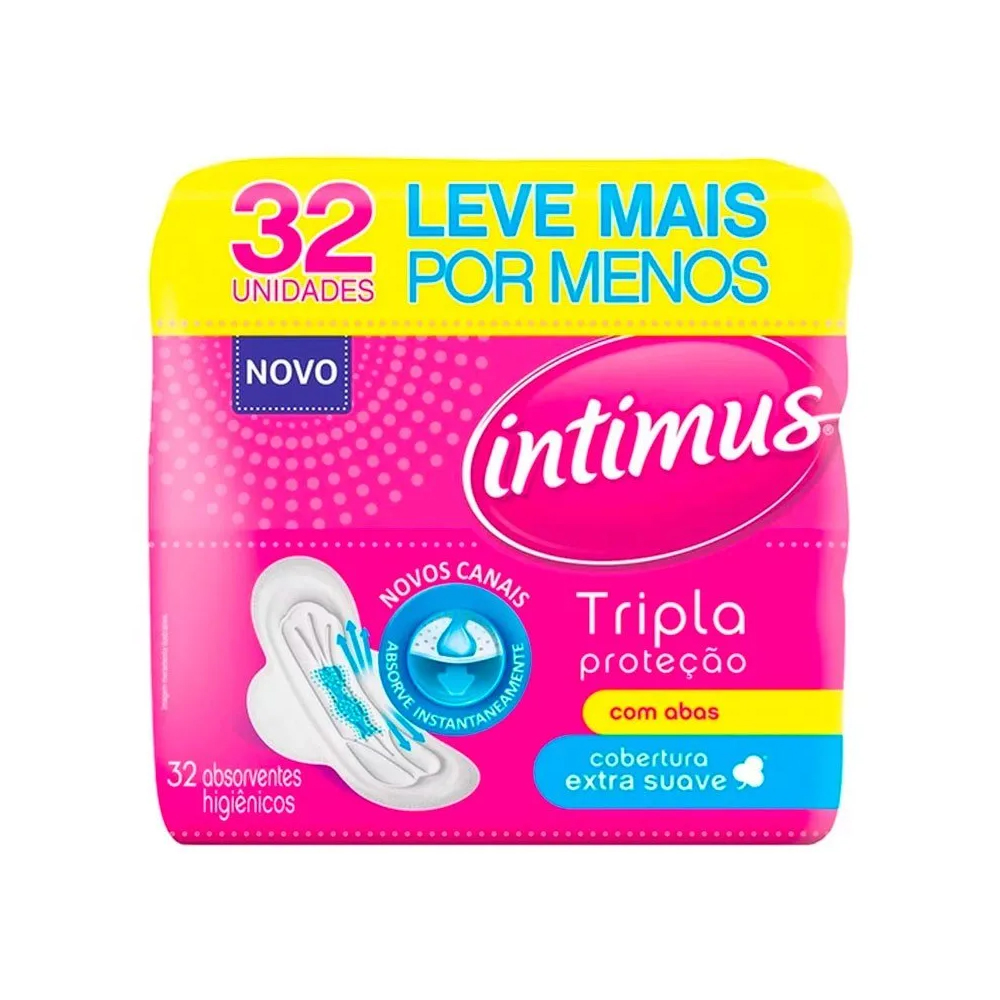 32
UNIDADES
LEVE MAIS
POR MENOS
NOVO
intimus®
NOVOS CANAIS
ABSORVE INSTANTANEAMENTE
Tripla
proteção
com abas
cobertura
extra suave
32 absorventes
higiênicos